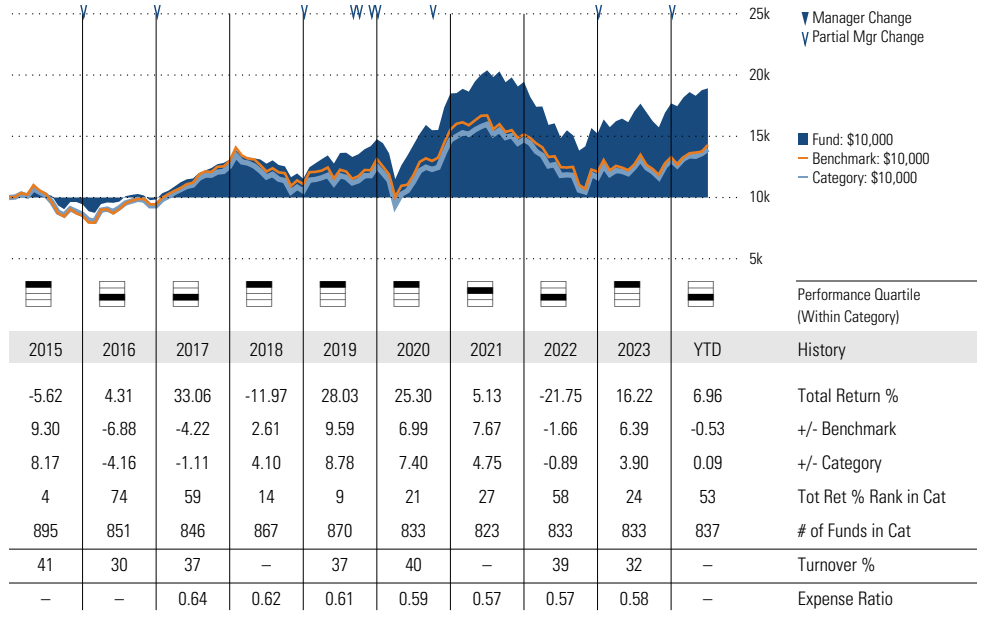 25k
▼ Manager Change
Partial Mgr Change
20k
15k
Fund: $10,000
Benchmark: $10,000
Category: $10,000
10k
5k
Performance Quartile
(Within Category)
2015 2016 2017 2018 2019 2020 2021 2022 2023 YTD History
-5.62 4.31 33.06 -11.97 28.03 25.30 5.13 -21.75 16.22 6.96 Total Return %
9.30 -6.88 -4.22 2.61 9.59 6.99 7.67 -1.66 6.39 -0.53 +/- Benchmark
8.17 -4.16 -1.11 4.10 8.78 7.40 4.75 -0.89 3.90 0.09 +/- Category
4 74 59 14 9 21 27 58 24 53 Tot Ret % Rank in Cat
895 851 846 867 870 833 823 833 833 837 # of Funds in Cat
41 30 37 – 37 40 – 39 32 – Turnover %
– – 0.64 0.62 0.61 0.59 0.57 0.57 0.58 – Expense Ratio